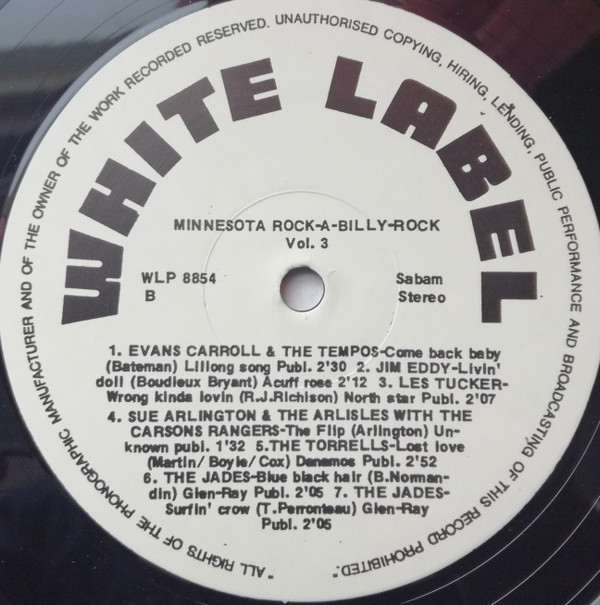 "ALL RIGHTS OF THE PHONOGRAPHIC MANUFACTURER AND OF THE OWNER OF THE WORK RECORDED RESERVED. UNAUTHORISED COPYING, HIRING, LENDING, PUBLIC PERFORMANCE AND BROADCASTING OF THIS RECORD PROHIBITED."
WHITE LABEL
MINNESOTA ROCK-A-BILLY-ROCK
Vol. 3
WLP 8854 Sabam
B Stereo
1. EVANS CARROLL & THE TEMPOS-Come back baby
(Bateman) Lillong song Publ. 2'30 2. JIM EDDY-Livin'
doll (Boudieux Bryant) Acuff rose 2'12 3. LES TUCKER-
Wrong kinda lovin (R.J.Richison) North star Publ. 2'07
4. SUE ARLINGTON & THE ARLISLES WITH THE
CARSONS RANGERS-The Flip (Arlington) Un-
known publ. 1'32 5.THE TORRELLS-Lost love
(Martin/Boyle/Cox) Danamos Publ. 2'52
6. THE JADES-Blue black hair (B.Norman-
din) Glen-Ray Publ. 2'05 7. THE JADES-
Surfin' crow (T.Perronteau) Glen-Ray
Publ. 2'05